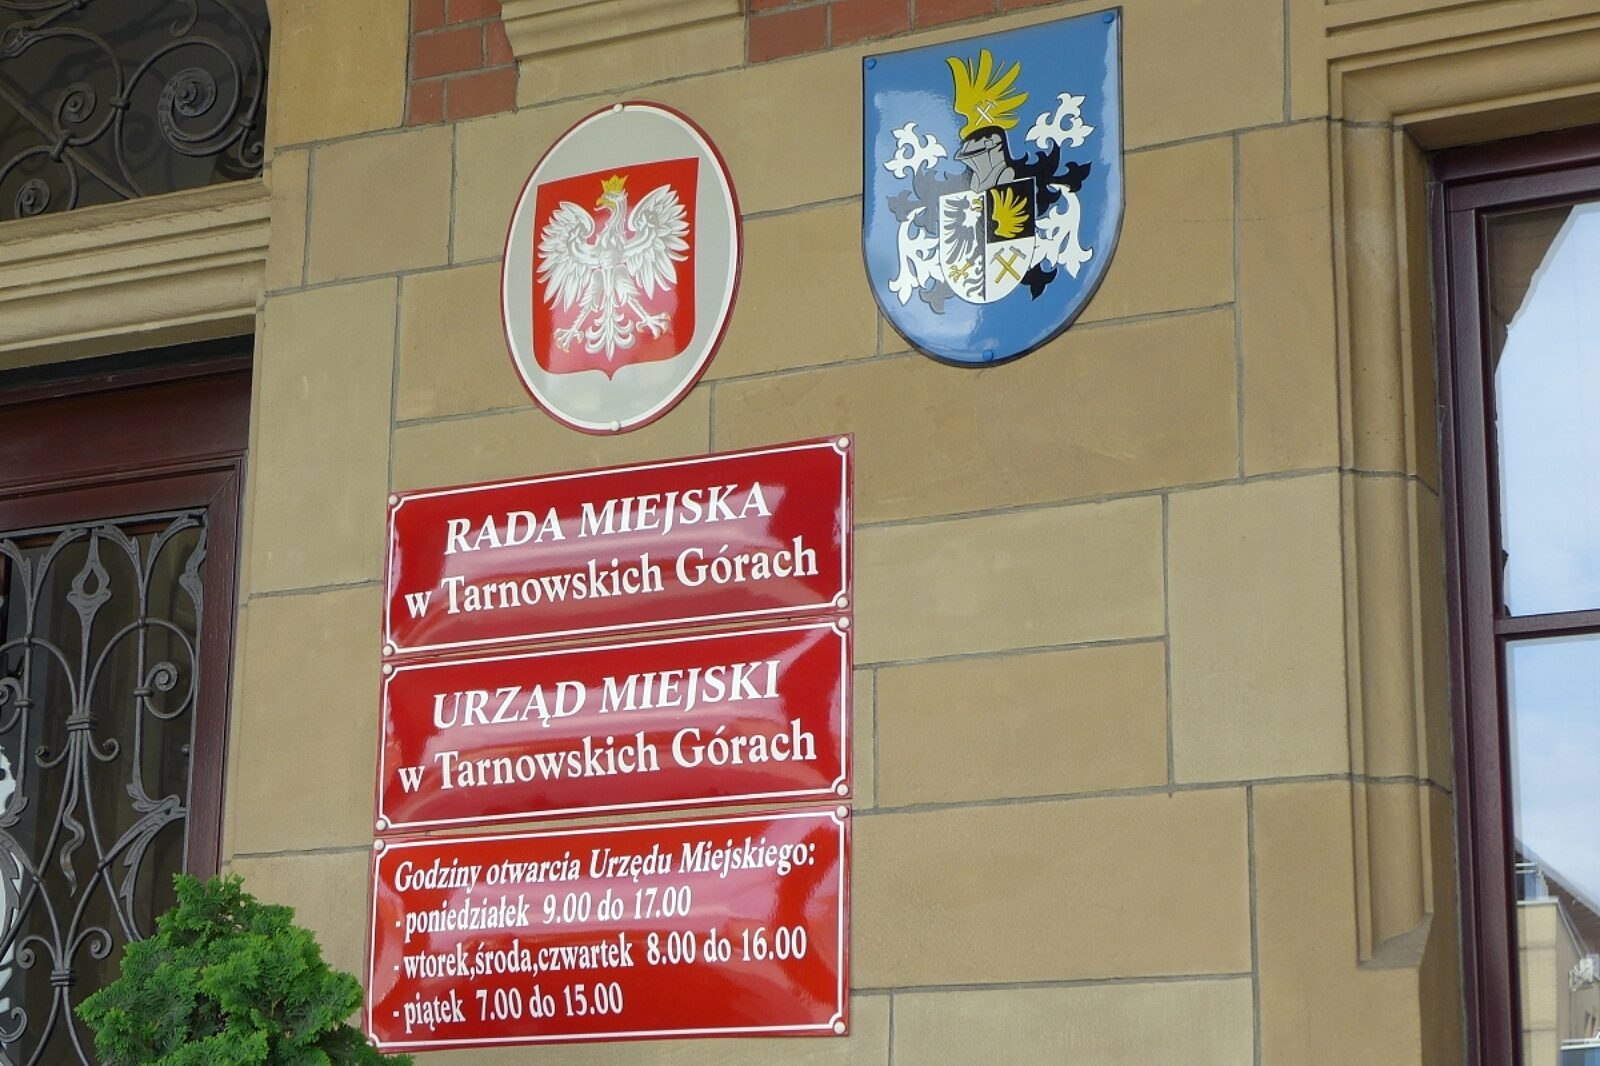 RADA MIEJSKA
w Tarnowskich Górach
URZĄD MIEJSKI
w Tarnowskich Górach
Godziny otwarcia Urzędu Miejskiego:
- poniedziałek 9.00 do 17.00
- wtorek,środa,czwartek 8.00 do 16.00
- piątek 7.00 do 15.00